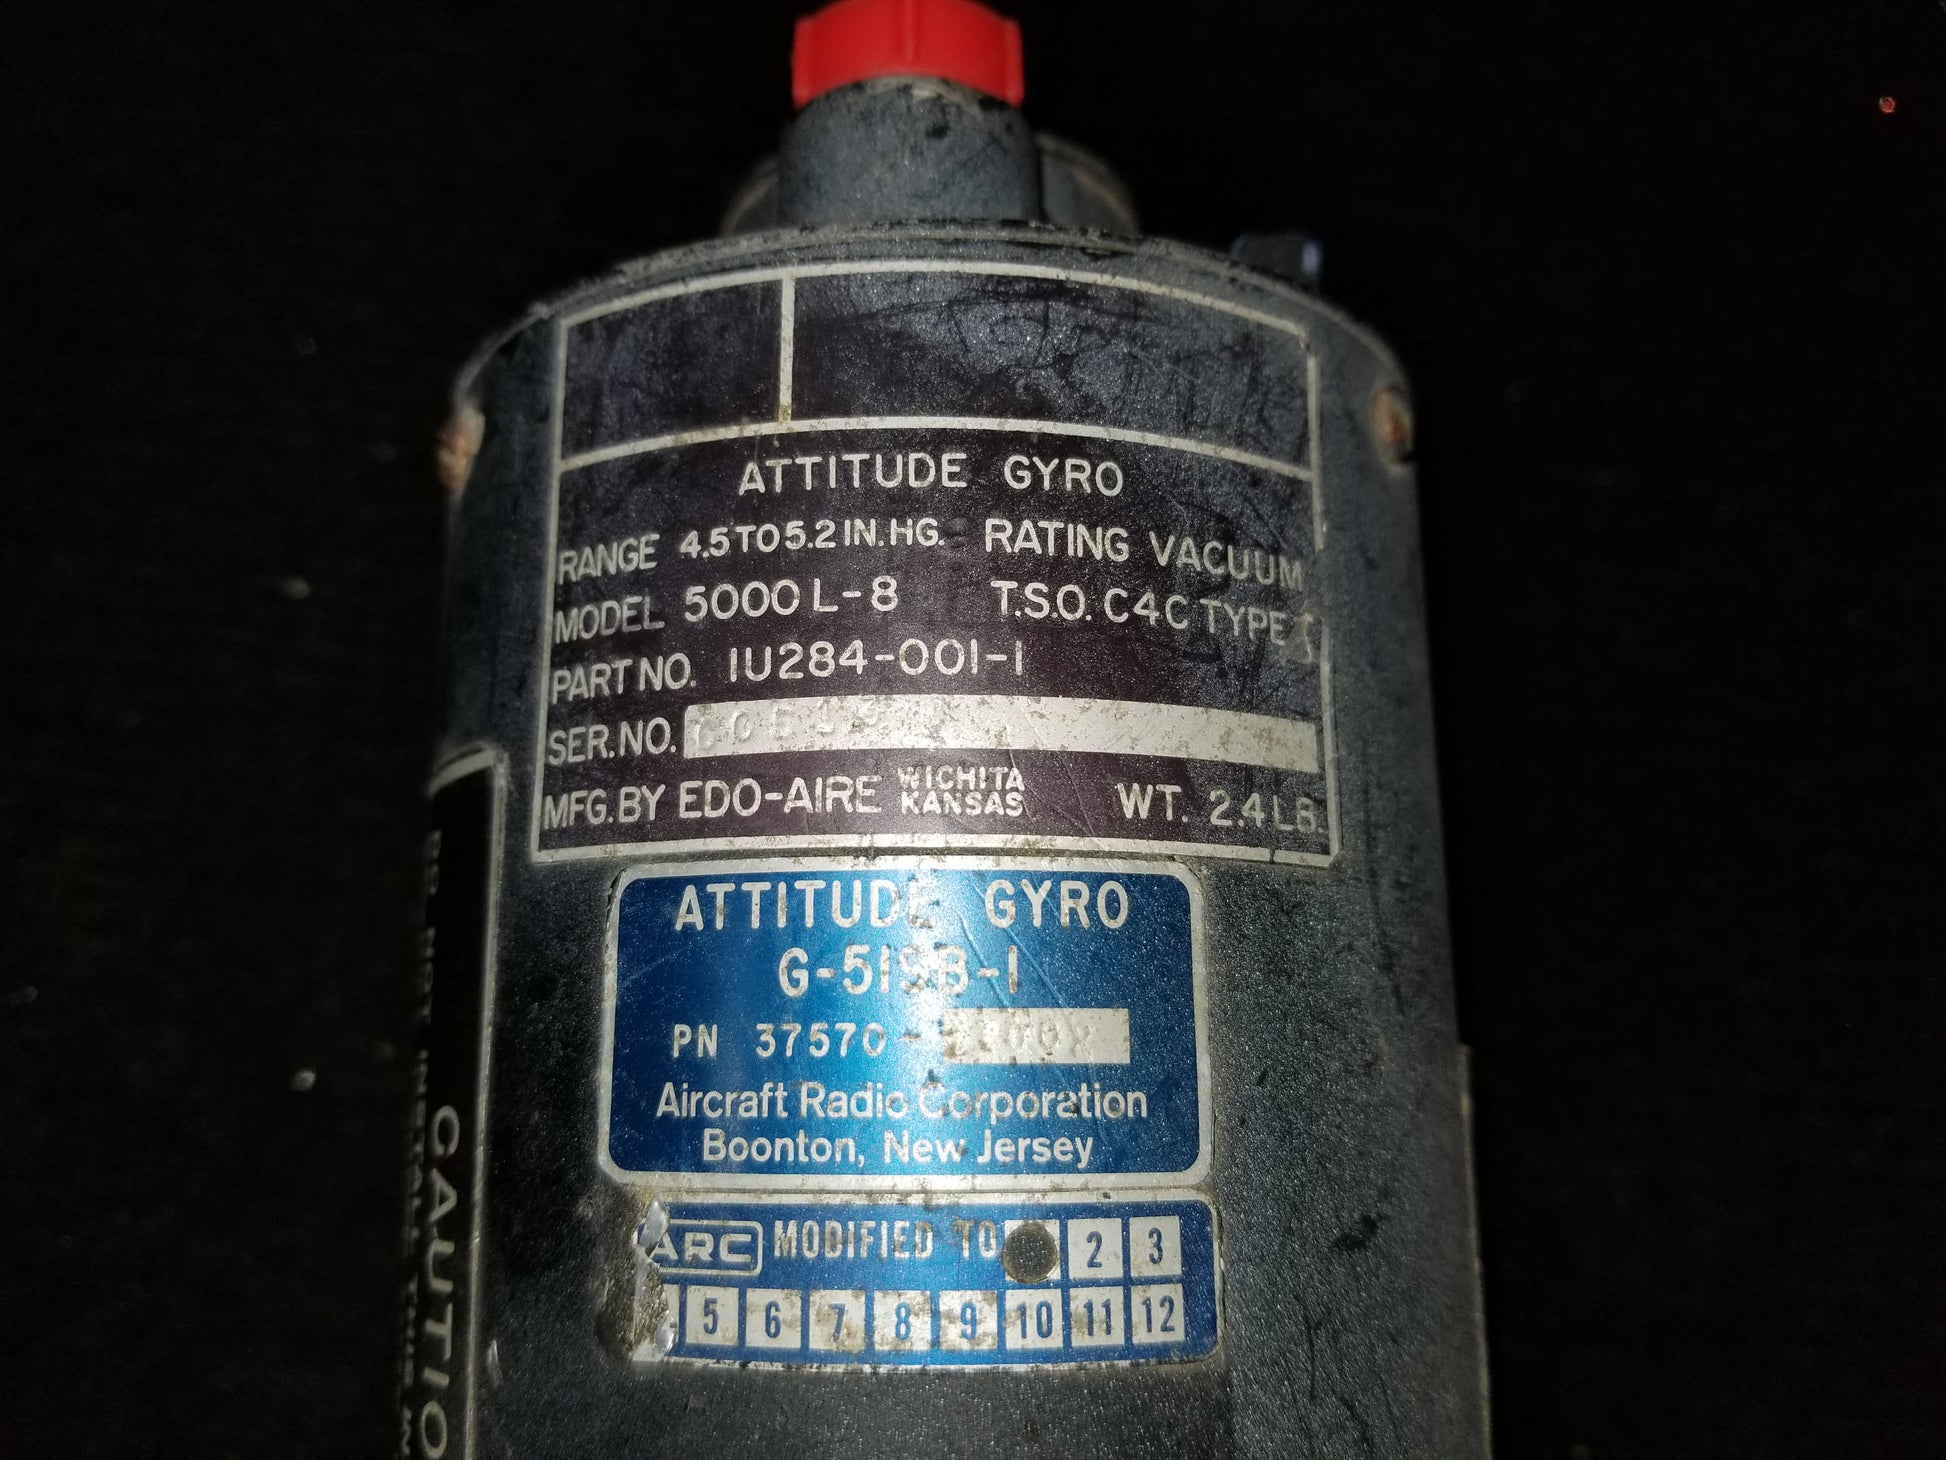 ATTITUDE GYRO
RANGE 4.5 TO 5.2 IN. HG. RATING VACUUM
MODEL 5000L-8 T.S.O. C4C TYPE
PART NO. 1U284-001-1
SER. NO.
MFG. BY EDO-AIRE WICHITA KANSAS WT. 2.4 LB.
ATTITUDE GYRO
G-519B-1
PN 37570-
Aircraft Radio Corporation
Boonton, New Jersey
ARC MODIFIED TO 2 3
5 6 7 8 9 10 11 12
CAUTIO